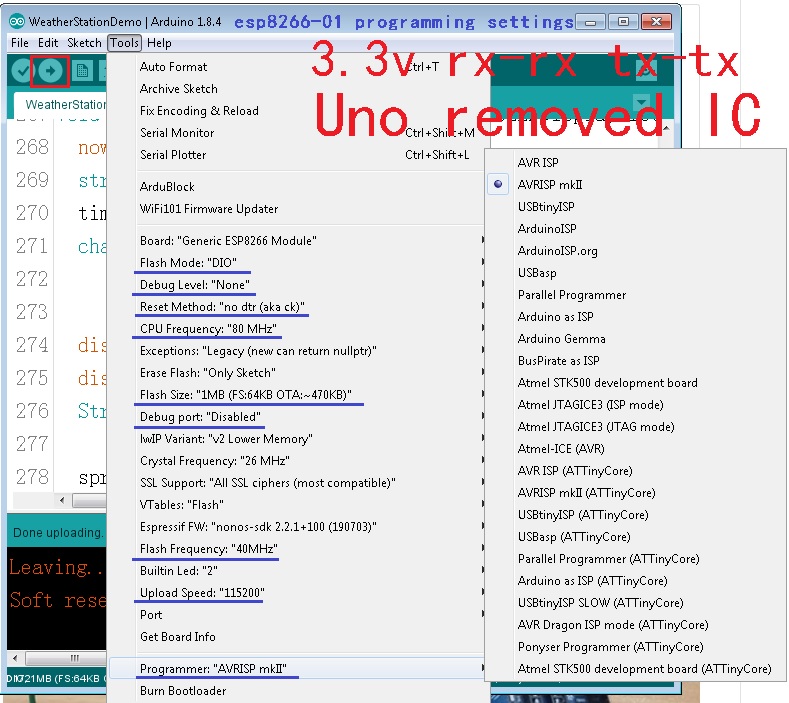 WeatherStationDemo | Arduino 1.8.4 esp8266-01 programming settings
File Edit Sketch Tools Help
3.3v rx-rx tx-tx
Uno removed IC
WeatherStation
Auto Format Ctrl+T
Archive Sketch
Fix Encoding & Reload
Serial Monitor Ctrl+Shift+M
Serial Plotter Ctrl+Shift+L
ArduBlock
WiFi101 Firmware Updater
Board: "Generic ESP8266 Module"
Flash Mode: "DIO"
Debug Level: "None"
Reset Method: "no dtr (aka ck)"
CPU Frequency: "80 MHz"
Exceptions: "Legacy (new can return nullptr)"
Erase Flash: "Only Sketch"
Flash Size: "1MB (FS:64KB OTA:~470KB)"
Debug port: "Disabled"
lwIP Variant: "v2 Lower Memory"
Crystal Frequency: "26 MHz"
SSL Support: "All SSL ciphers (most compatible)"
VTables: "Flash"
Espressif FW: "nonos-sdk 2.2.1+100 (190703)"
Flash Frequency: "40MHz"
Builtin Led: "2"
Upload Speed: "115200"
Port
Get Board Info
Programmer: "AVRISP mkII"
Burn Bootloader
AVR ISP
AVRISP mkII
USBtinyISP
ArduinoISP
ArduinoISP.org
USBasp
Parallel Programmer
Arduino as ISP
Arduino Gemma
BusPirate as ISP
Atmel STK500 development board
Atmel JTAGICE3 (ISP mode)
Atmel JTAGICE3 (JTAG mode)
Atmel-ICE (AVR)
AVR ISP (ATTinyCore)
AVRISP mkII (ATTinyCore)
USBtinyISP (ATTinyCore)
USBasp (ATTinyCore)
Parallel Programmer (ATTinyCore)
Arduino as ISP (ATTinyCore)
USBtinyISP SLOW (ATTinyCore)
AVR Dragon ISP mode (ATTinyCore)
Ponyser Programmer (ATTinyCore)
Atmel STK500 development board (ATTinyCore)
268 now
269 str
270 tim
271 cha
272
273
274 dis
275 dis
276 Str
277
278 spr
Done uploading.
Leaving..
Soft rese